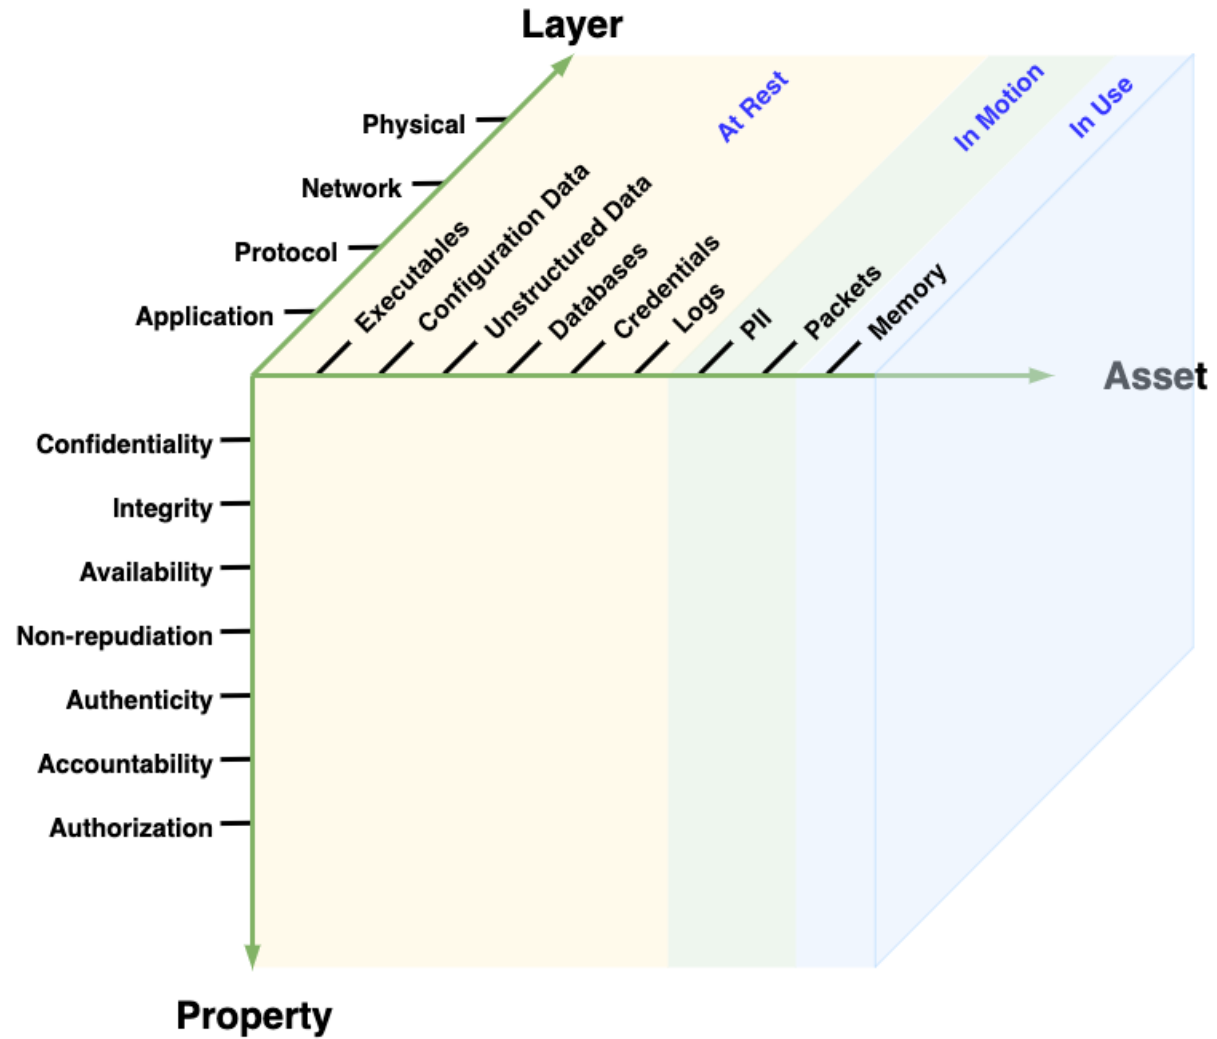 Layer
Physical
Network
Protocol
Application
At Rest
In Motion
In Use
Executables
Configuration Data
Unstructured Data
Databases
Credentials
Logs
PII
Packets
Memory
Asset
Confidentiality
Integrity
Availability
Non-repudiation
Authenticity
Accountability
Authorization
Property